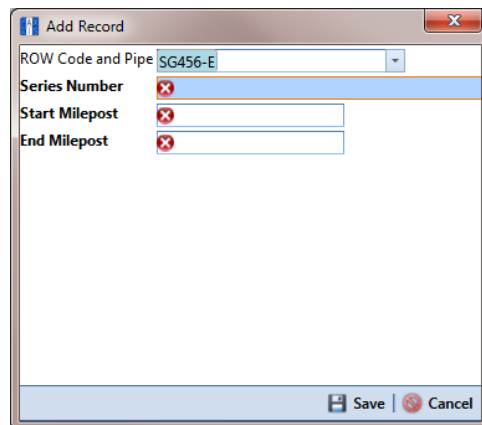 Add Record
ROW Code and Pipe SG456-E
Series Number
Start Milepost
End Milepost
Save | Cancel